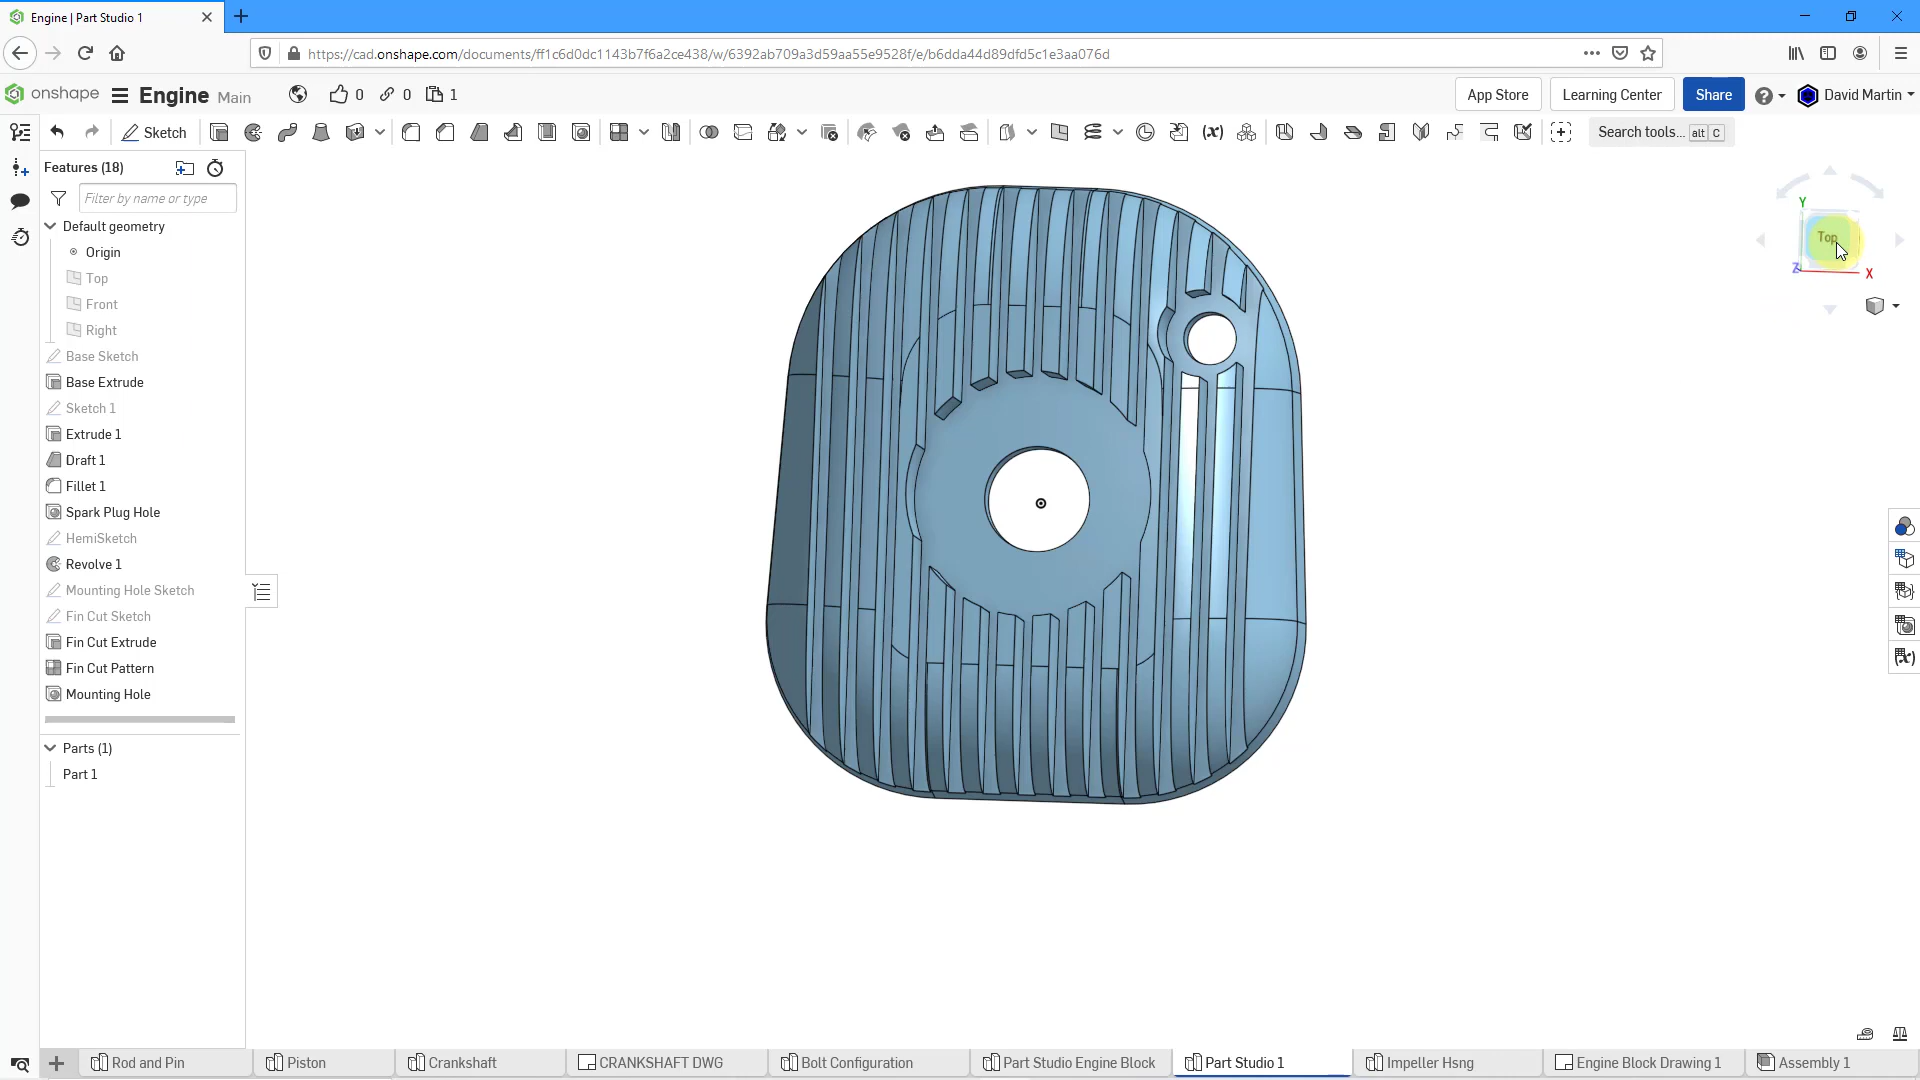 Engine | Part Studio 1
https://cad.onshape.com/documents/ff1c6d0dc1143b7f6a2ce438/w/6392ab709a3d59aa55e9528f/e/b6dda44d89dfd5c1e3aa076d
onshape
Engine Main
0
0
1
App Store
Learning Center
Share
David Martin
Sketch
Search tools... alt C
Features (18)
Filter by name or type
Default geometry
Origin
Top
Front
Right
Base Sketch
Base Extrude
Sketch 1
Extrude 1
Draft 1
Fillet 1
Spark Plug Hole
HemiSketch
Revolve 1
Mounting Hole Sketch
Fin Cut Sketch
Fin Cut Extrude
Fin Cut Pattern
Mounting Hole
Parts (1)
Part 1
Y
Top
Z
X
Rod and Pin
Piston
Crankshaft
CRANKSHAFT DWG
Bolt Configuration
Part Studio Engine Block
Part Studio 1
Impeller Hsng
Engine Block Drawing 1
Assembly 1